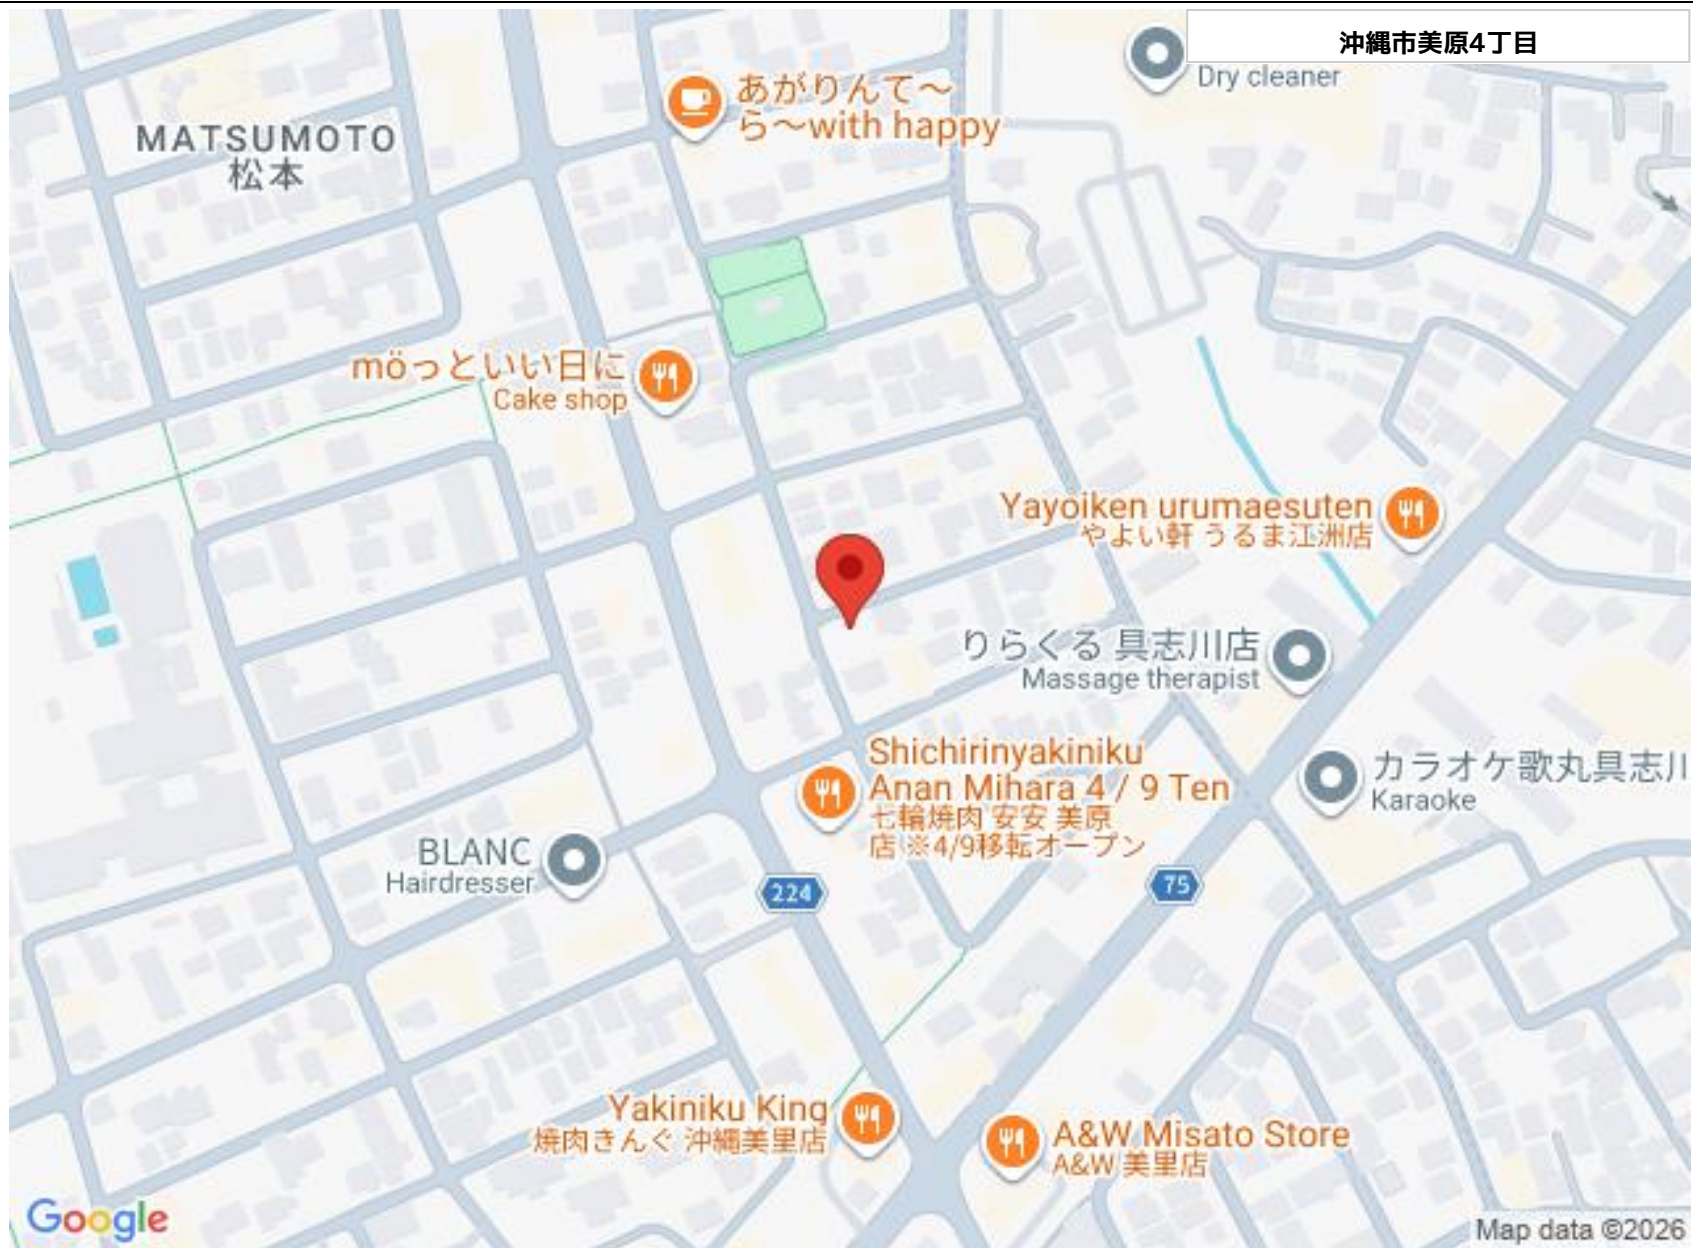 沖縄市美原4丁目
Dry cleaner
あがりんて～
ら～with happy
MATSUMOTO
松本
möっといい日に
Cake shop
Yayoiken urumaesuten
やよい軒 うるま江洲店
りらくる 具志川店
Massage therapist
Shichirinyakiniku
Anan Mihara 4 / 9 Ten
七輪焼肉 安安 美原
店 ※4/9移転オープン
カラオケ歌丸具志川
Karaoke
BLANC
Hairdresser
224
75
Yakiniku King
焼肉きんぐ 沖縄美里店
A&W Misato Store
A&W 美里店
Google
Map data ©2026